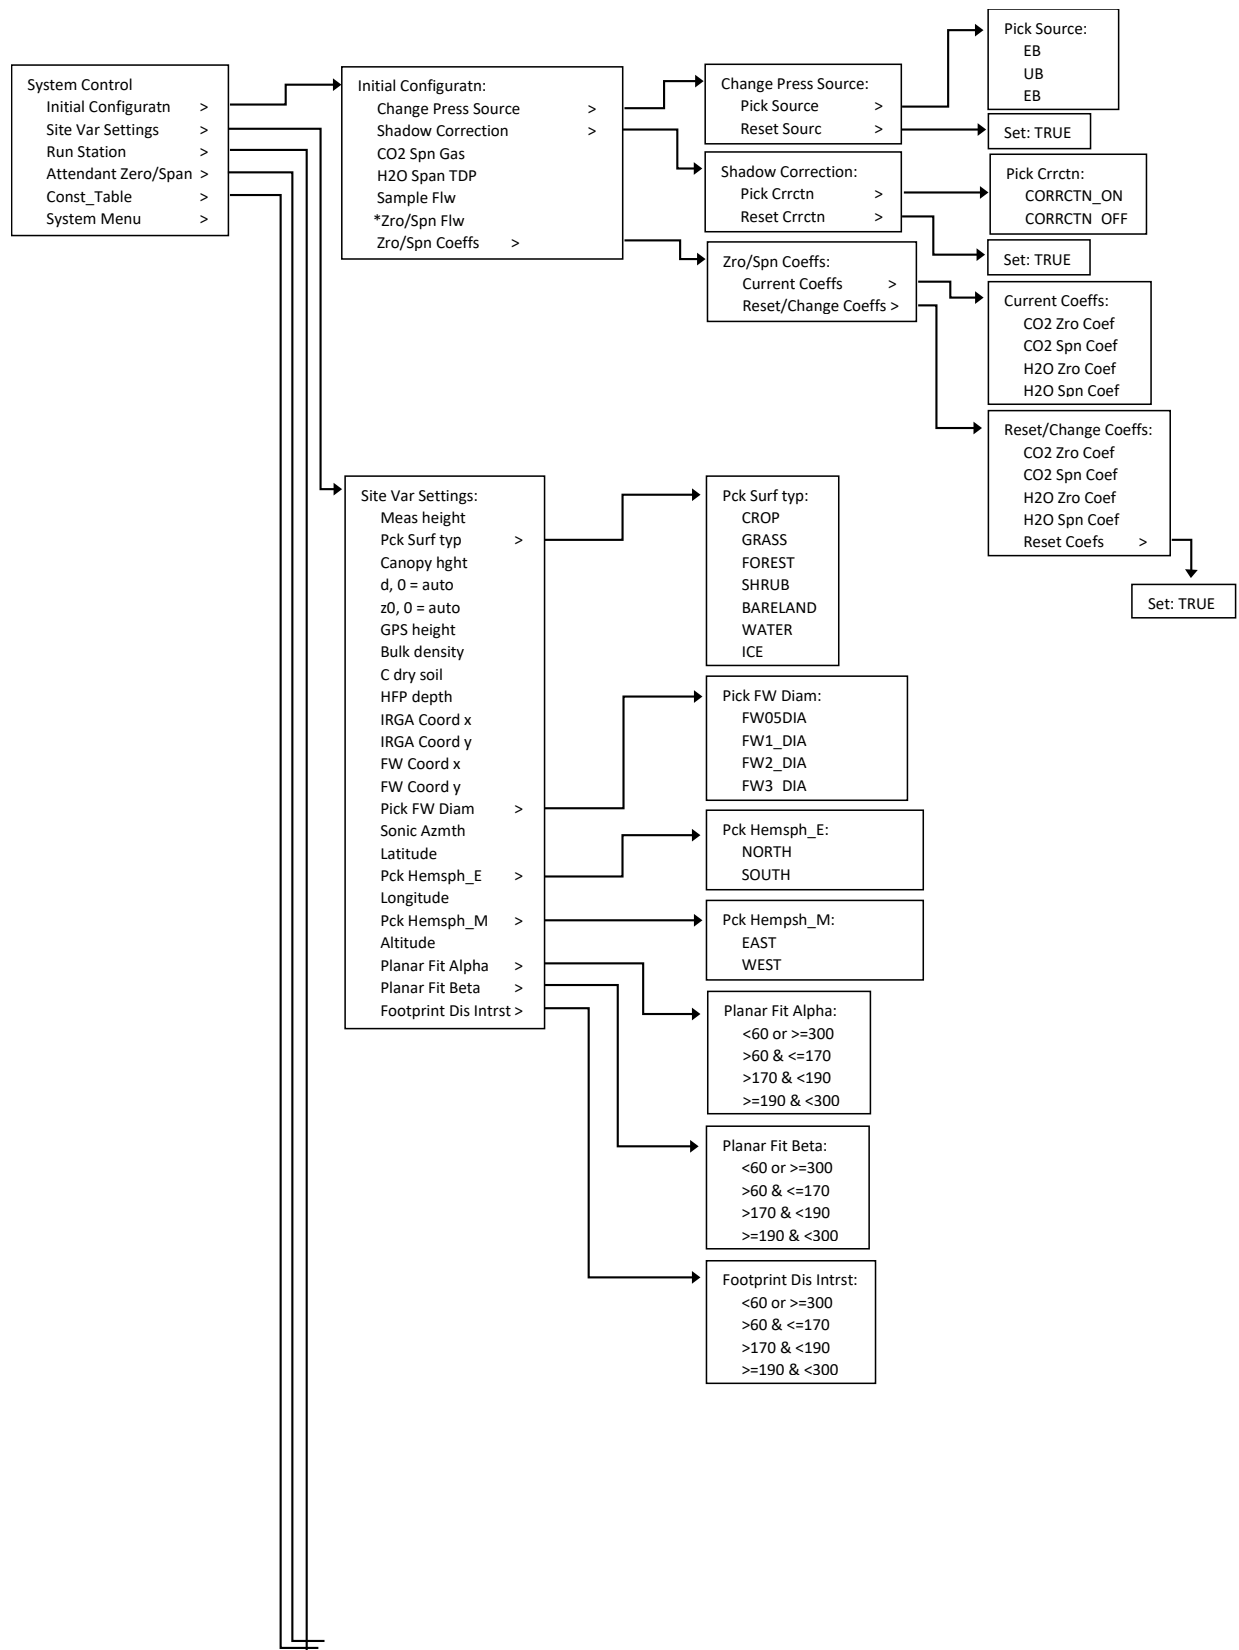 System Control
Initial Configuratn >
Site Var Settings >
Run Station >
Attendant Zero/Span >
Const_Table >
System Menu >
Initial Configuratn:
Change Press Source >
Shadow Correction >
CO2 Spn Gas
H2O Span TDP
Sample Flw
*Zro/Spn Flw
Zro/Spn Coeffs >
Change Press Source:
Pick Source >
Reset Sourc >
Pick Source:
EB
UB
EB
Set: TRUE
Shadow Correction:
Pick Crrctn >
Reset Crrctn >
Pick Crrctn:
CORRCTN_ON
CORRCTN OFF
Set: TRUE
Zro/Spn Coeffs:
Current Coeffs >
Reset/Change Coeffs >
Current Coeffs:
CO2 Zro Coef
CO2 Spn Coef
H2O Zro Coef
H2O Spn Coef
Reset/Change Coeffs:
CO2 Zro Coef
CO2 Spn Coef
H2O Zro Coef
H2O Spn Coef
Reset Coefs >
Set: TRUE
Site Var Settings:
Meas height
Pck Surf typ >
Canopy hght
d, 0 = auto
z0, 0 = auto
GPS height
Bulk density
C dry soil
HFP depth
IRGA Coord x
IRGA Coord y
FW Coord x
FW Coord y
Pick FW Diam >
Sonic Azmth
Latitude
Pck Hemsph_E >
Longitude
Pck Hemsph_M >
Altitude
Planar Fit Alpha >
Planar Fit Beta >
Footprint Dis Intrst >
Pck Surf typ:
CROP
GRASS
FOREST
SHRUB
BARELAND
WATER
ICE
Pick FW Diam:
FW05DIA
FW1_DIA
FW2_DIA
FW3 DIA
Pck Hemsph_E:
NORTH
SOUTH
Pck Hempsh_M:
EAST
WEST
Planar Fit Alpha:
<60 or >=300
>60 & <=170
>170 & <190
>=190 & <300
Planar Fit Beta:
<60 or >=300
>60 & <=170
>170 & <190
>=190 & <300
Footprint Dis Intrst:
<60 or >=300
>60 & <=170
>170 & <190
>=190 & <300